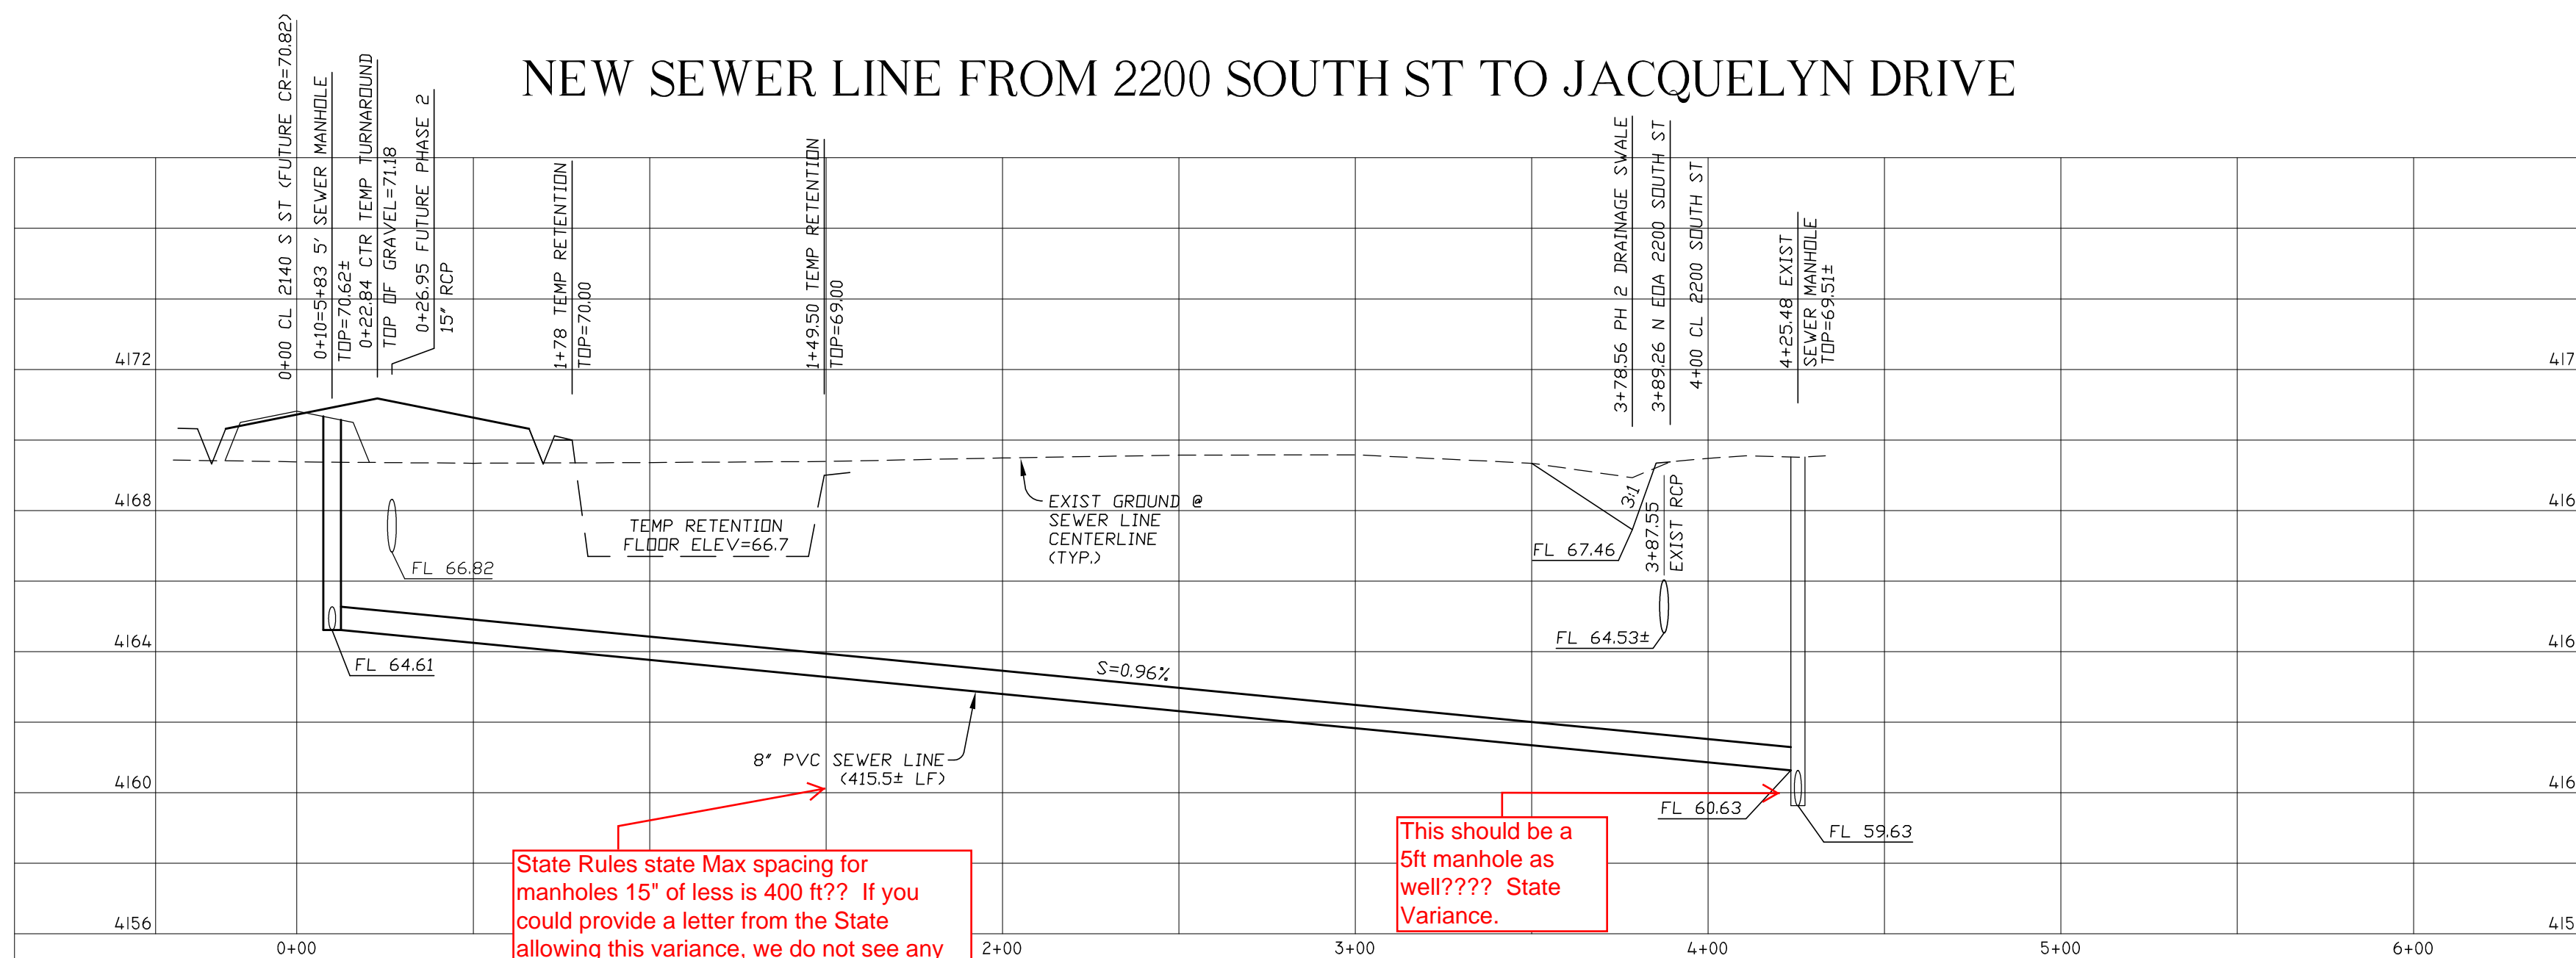 NEW SEWER LINE FROM 2200 SOUTH ST TO JACQUELYN DRIVE
0+00 CL 2140 S ST (FUTURE CR=70.82)
0+10=5+83 5' SEWER MANHOLE
TOP=70.62±
0+22.84 CTR TEMP TURNAROUND
TOP OF GRAVEL=71.18
0+26.95 FUTURE PHASE 2
15" RCP
1+78 TEMP RETENTION
TOP=70.00
1+49.50 TEMP RETENTION
TOP=69.00
3+78.56 PH 2 DRAINAGE SWALE
3+89.26 N EOA 2200 SOUTH ST
4+00 CL 2200 SOUTH ST
4+25.48 EXIST
SEWER MANHOLE
TOP=69.51±
4172
417
4168
416
4164
416
4160
416
4156
415
EXIST GROUND @
SEWER LINE
CENTERLINE
(TYP.)
TEMP RETENTION
FLOOR ELEV=66.7
FL 66.82
FL 64.61
3:1
FL 67.46
3+87.55
EXIST RCP
FL 64.53±
S=0.96%
8" PVC SEWER LINE
(415.5± LF)
FL 60.63
FL 59.63
State Rules state Max spacing for
manholes 15" of less is 400 ft?? If you
could provide a letter from the State
allowing this variance, we do not see any
This should be a
5ft manhole as
well???? State
Variance.
0+00
2+00
3+00
4+00
5+00
6+00